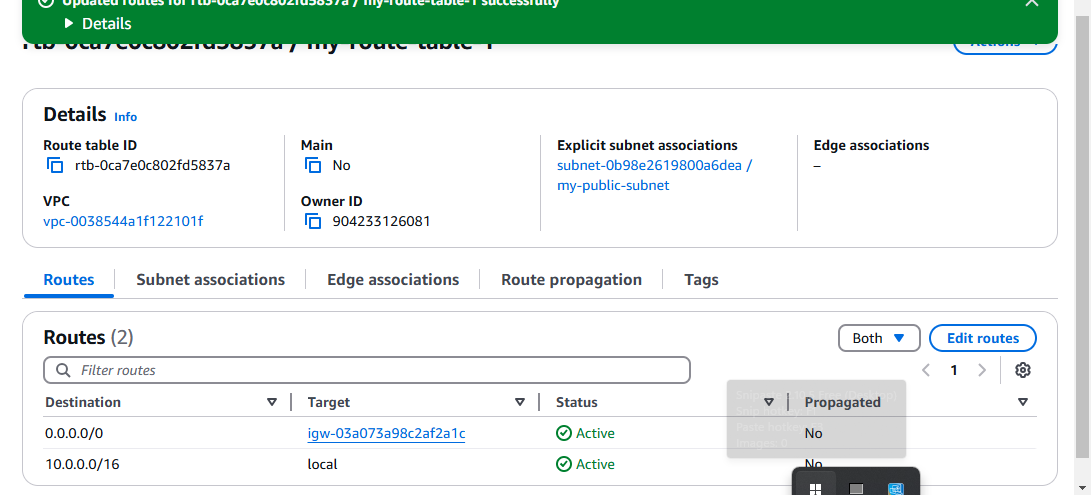 Updated routes for rtb-0ca7e0c802fd5837a / my-route-table-1 successfully
Details
rtb-0ca7e0c802fd5837a / my-route-table-1
Actions
Details Info
Route table ID
rtb-0ca7e0c802fd5837a
Main
No
Explicit subnet associations
subnet-0b98e2619800a6dea /
my-public-subnet
Edge associations
–
VPC
vpc-0038544a1f122101f
Owner ID
904233126081
Routes Subnet associations Edge associations Route propagation Tags
Routes (2)
Both Edit routes
Filter routes
1
Destination Target Status Propagated
0.0.0.0/0 igw-03a073a98c2af2a1c Active No
10.0.0.0/16 local Active No